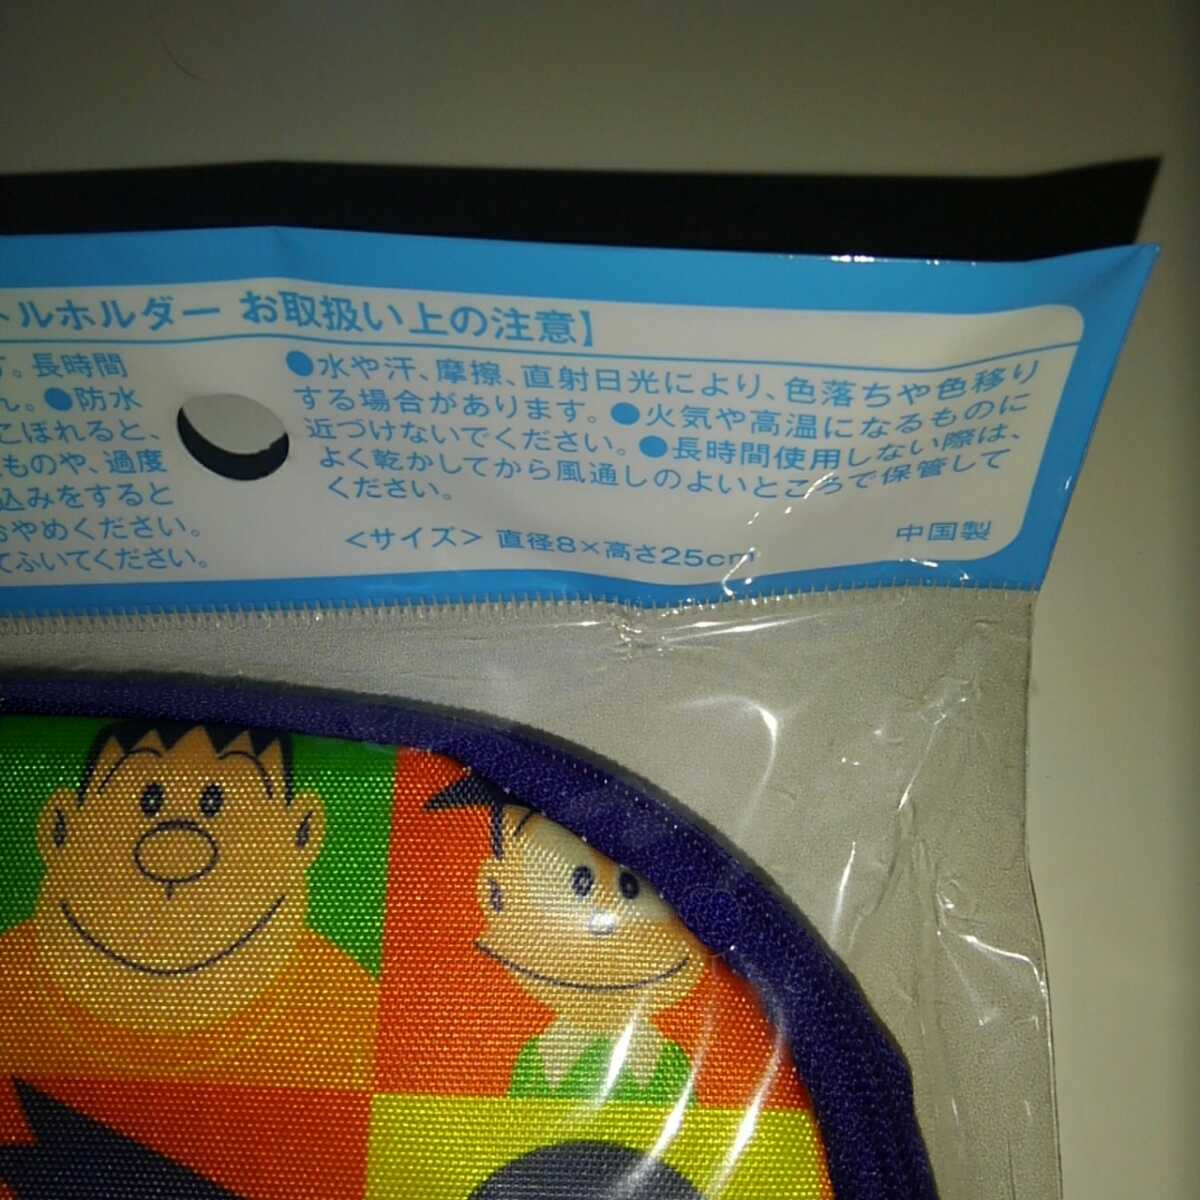 トルホルダー お取扱い上の注意】
す。長時間
ん。●防水
こぼれると、
ものや、過度
込みをすると
おやめください。
てふいてください。
●水や汗、摩擦、直射日光により、色落ちや色移り
する場合があります。●火気や高温になるものに
近づけないでください。●長時間使用しない際は、
よく乾かしてから風通しのよいところで保管して
ください。
<サイズ> 直径8×高さ25cm
中国製